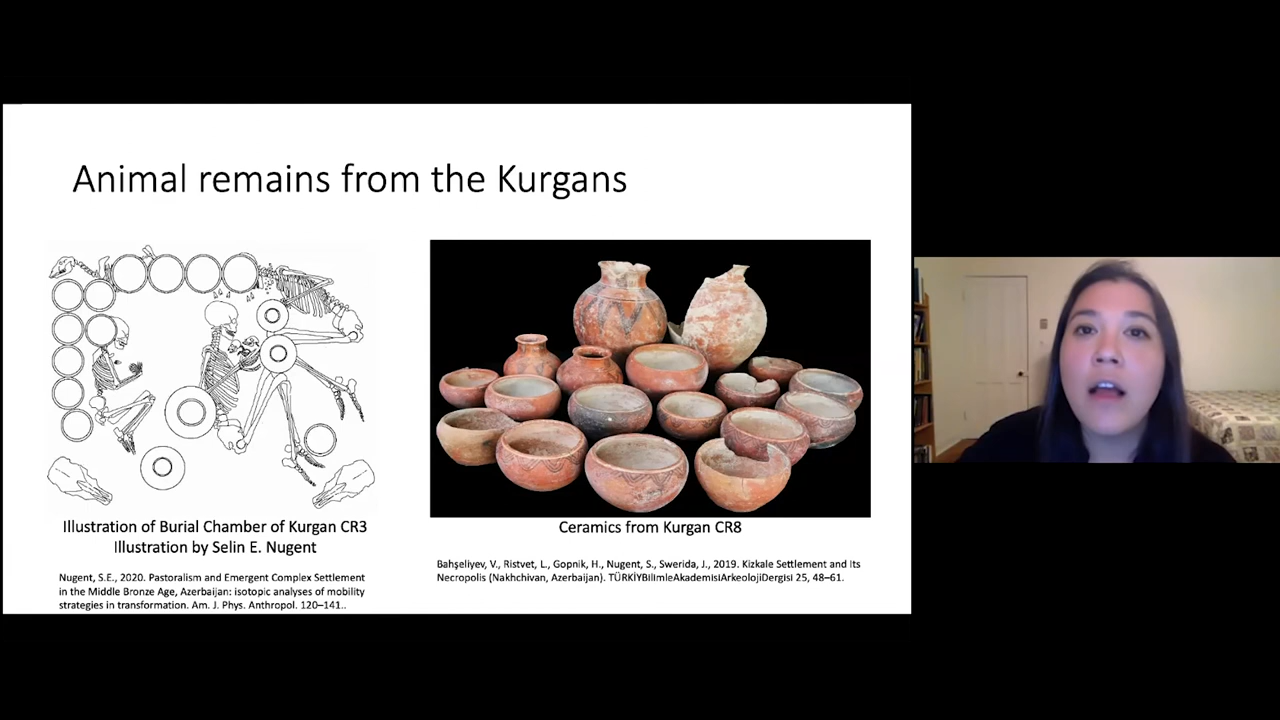 Animal remains from the Kurgans
Illustration of Burial Chamber of Kurgan CR3
Illustration by Selin E. Nugent
Nugent, S.E., 2020. Pastoralism and Emergent Complex Settlement
in the Middle Bronze Age, Azerbaijan: isotopic analyses of mobility
strategies in transformation. Am. J. Phys. Anthropol. 120–141..
Ceramics from Kurgan CR8
Bahşeliyev, V., Ristvet, L., Gopnik, H., Nugent, S., Swerida, J., 2019. Kizkale Settlement and Its
Necropolis (Nakhchivan, Azerbaijan). TÜRKİYBİlImleAkademısIArkeolojiDergisI 25, 48–61.